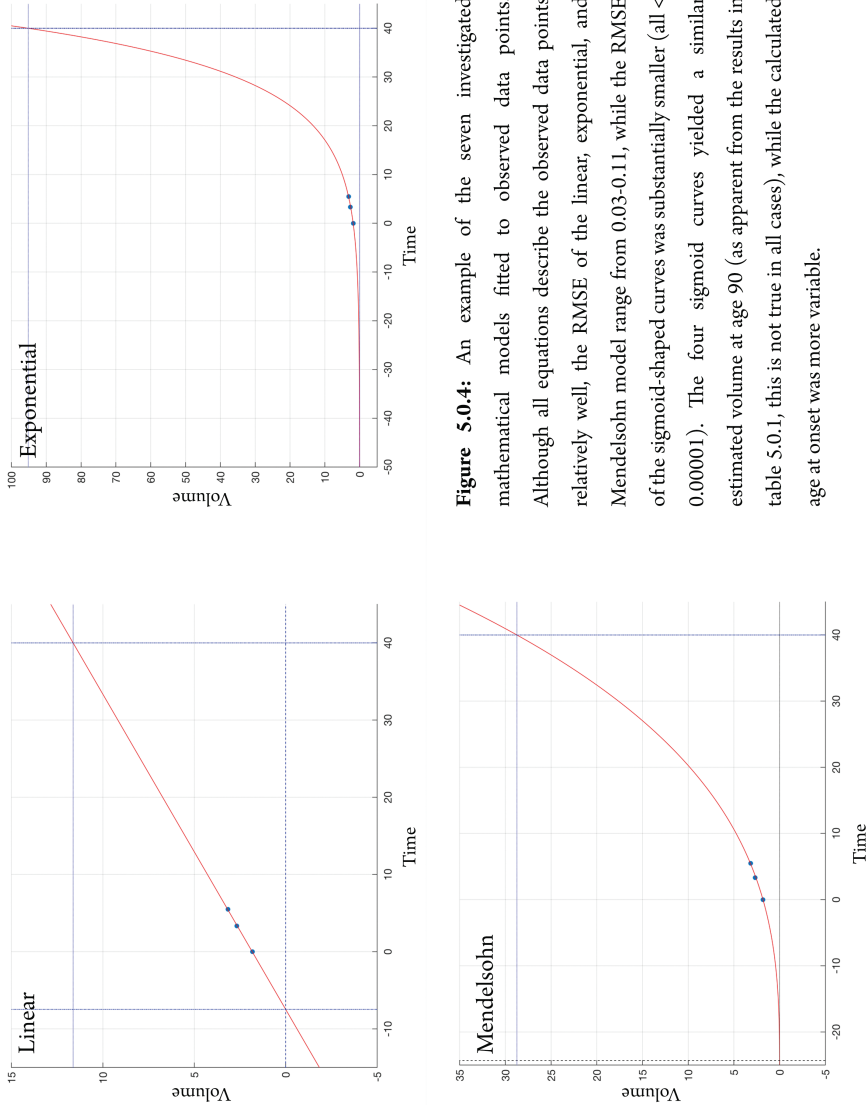 Linear
15
10
5
0
-5
Volume
-10
0
10
20
30
40
Time
Exponential
100
90
80
70
60
50
40
30
20
10
0
Volume
-50
-40
-30
-20
-10
0
10
20
30
40
Time
Mendelsohn
35
30
25
20
15
10
5
0
-5
Volume
-20
-10
0
10
20
30
40
Time
Figure 5.0.4: An example of the seven investigated
mathematical models fitted to observed data points
Although all equations describe the observed data points
relatively well, the RMSE of the linear, exponential, and
Mendelsohn model range from 0.03-0.11, while the RMSE
of the sigmoid-shaped curves was substantially smaller (all <
0.00001). The four sigmoid curves yielded a similar
estimated volume at age 90 (as apparent from the results in
table 5.0.1, this is not true in all cases), while the calculated
age at onset was more variable.